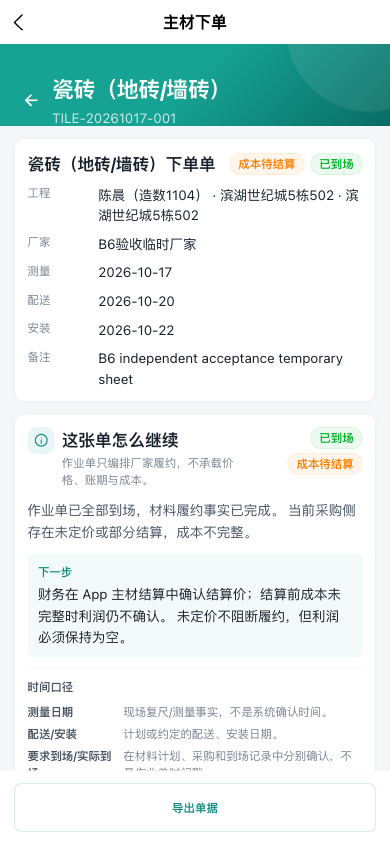 主材下单
瓷砖（地砖/墙砖）
TILE-20261017-001
瓷砖（地砖/墙砖）下单单
成本待结算
已到场
工程
陈晨（造数1104） · 滨湖世纪城5栋502 · 滨
湖世纪城5栋502
厂家
B6验收临时厂家
测量
2026-10-17
配送
2026-10-20
安装
2026-10-22
备注
B6 independent acceptance temporary
sheet
这张单怎么继续
已到场
作业单只编排厂家履约，不承载价
格、账期与成本。
成本待结算
作业单已全部到场，材料履约事实已完成。 当前采购侧
存在未定价或部分结算，成本不完整。
下一步
财务在 App 主材结算中确认结算价；结算前成本未
完整时利润仍不确认。 未定价不阻断履约，但利润
必须保持为空。
时间口径
测量日期
现场复尺/测量事实，不是系统确认时间。
配送/安装
计划或约定的配送、安装日期。
要求到场/实际到
在材料计划、采购和到场记录中分别确认，不
导出单据